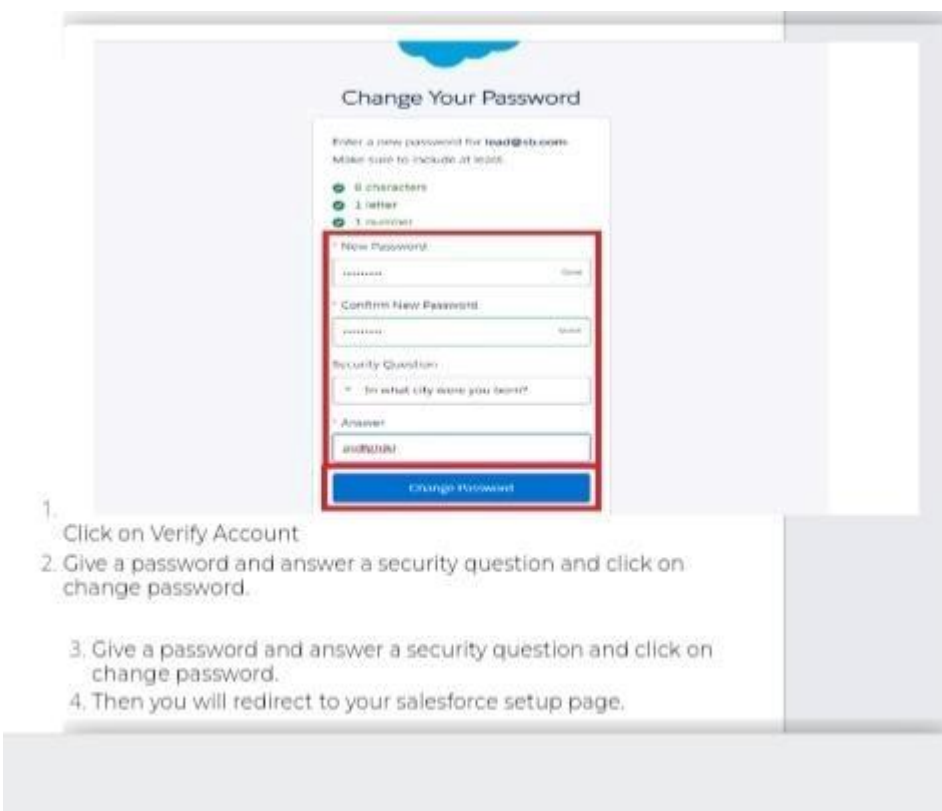 Change Your Password
Enter a new password for lead@sb.com.
Make sure to include at least:
8 characters
1 letter
1 number
* New Password
* Confirm New Password
Security Question
In what city were you born?
* Answer
Change Password
1.
Click on Verify Account
2. Give a password and answer a security question and click on
change password.
3. Give a password and answer a security question and click on
change password.
4. Then you will redirect to your salesforce setup page.